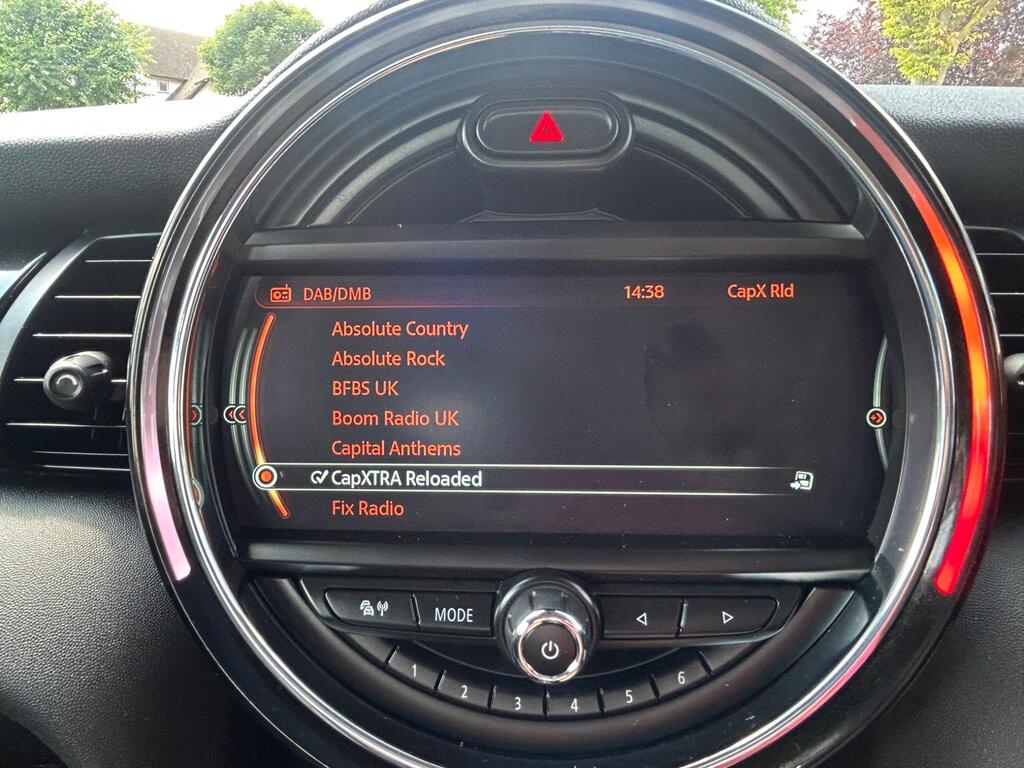 DAB/DMB 14:38 CapX Rld
Absolute Country
Absolute Rock
BFBS UK
Boom Radio UK
Capital Anthems
CapXTRA Reloaded
Fix Radio
MODE
1 2 3 4 5 6